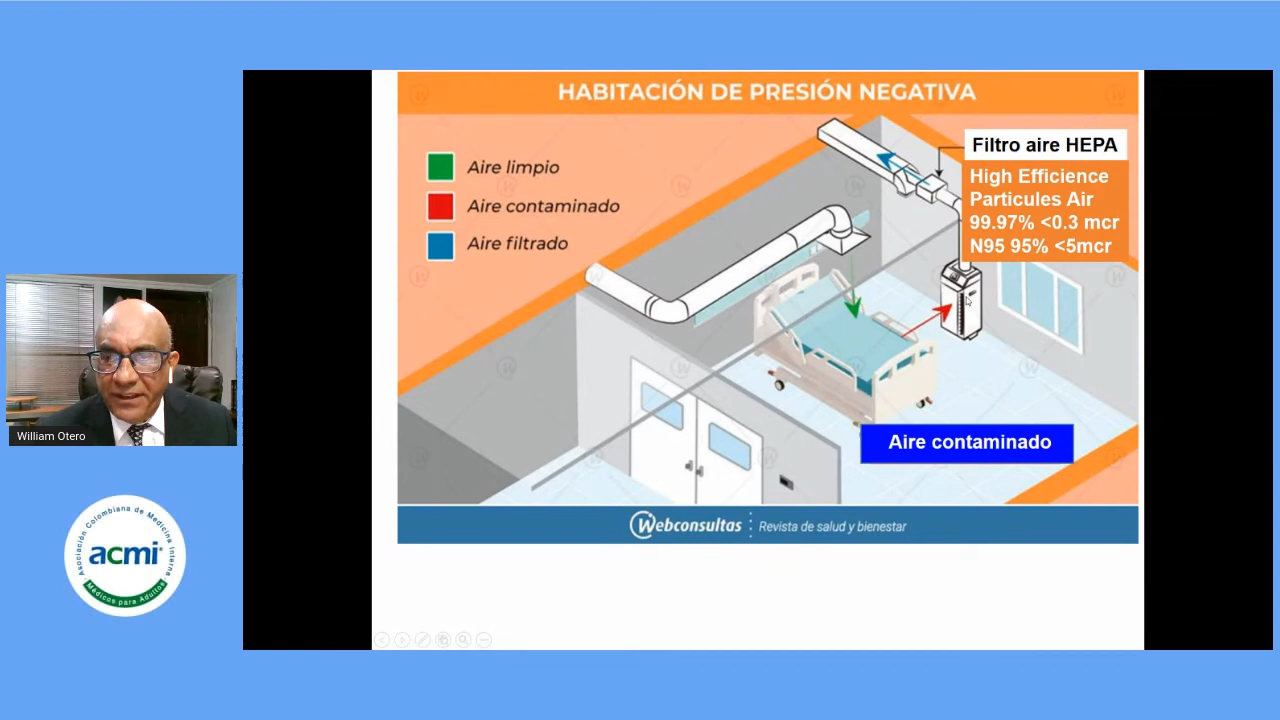 HABITACIÓN DE PRESIÓN NEGATIVA
Aire limpio
Aire contaminado
Aire filtrado
Filtro aire HEPA
High Efficience
Particules Air
99.97% <0.3 mcr
N95 95% <5mcr
Aire contaminado
Webconsultas
Revista de salud y bienestar
William Otero
Asociación Colombiana de Medicina Interna
acmi
Médicos para Adultos